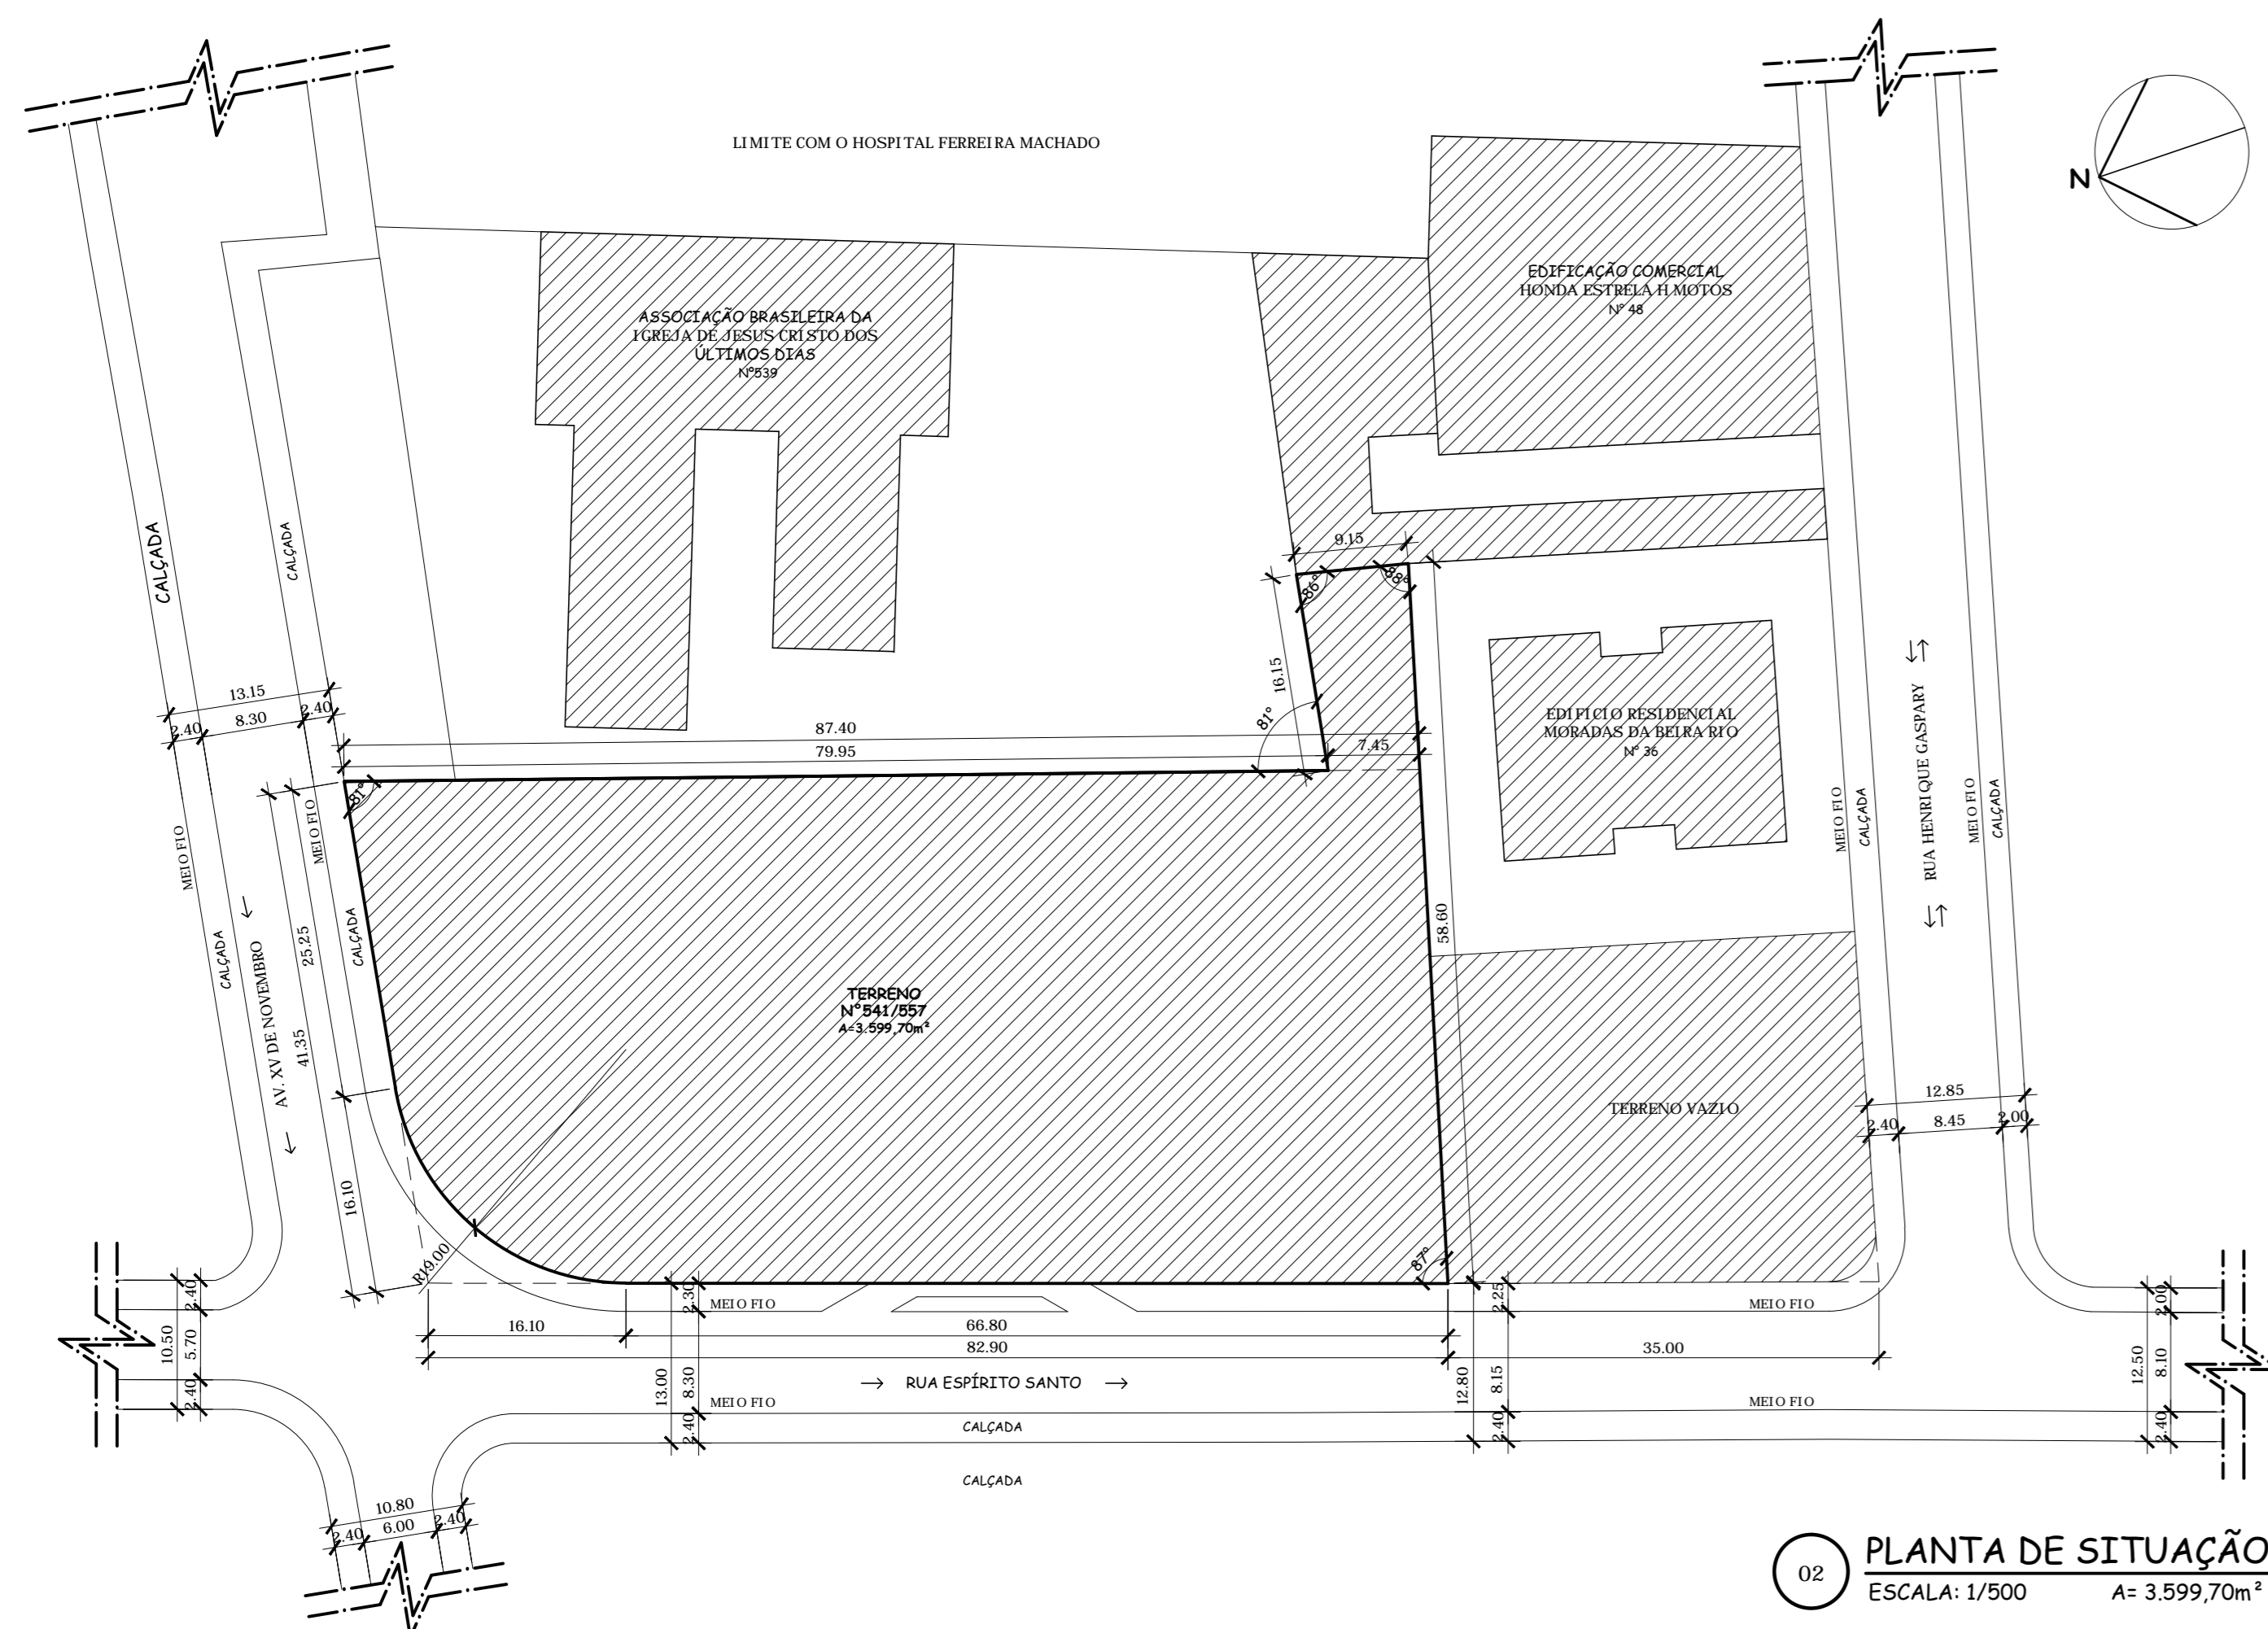 LIMITE COM O HOSPITAL FERREIRA MACHADO
N
EDIFICAÇÃO COMERCIAL
HONDA ESTRELA H MOTOS
N° 48
ASSOCIAÇÃO BRASILEIRA DA
IGREJA DE JESUS CRISTO DOS
ÚLTIMOS DIAS
N°539
CALÇADA
CALÇADA
9.15
86°
88°
16.15
81°
13.15
2.40
8.30
2.40
87.40
79.95
7.45
EDIFICIO RESIDENCIAL
MORADAS DA BEIRA RIO
N° 36
RUA HENRIQUE GASPARY
MEIO FIO
CALÇADA
MEIO FIO
CALÇADA
81°
MEIO FIO
MEIO FIO
CALÇADA
CALÇADA
AV. XV DE NOVEMBRO
25.25
41.35
16.10
58.60
TERRENO
N°541/557
A=3.599,70m²
TERRENO VAZIO
12.85
2.40
8.45
2.00
R19.00
87°
2.40
10.50
5.70
2.40
2.30
MEIO FIO
2.25
MEIO FIO
2.00
16.10
66.80
82.90
35.00
13.00
8.30
2.40
RUA ESPÍRITO SANTO
12.80
8.15
2.40
12.50
8.10
2.40
MEIO FIO
MEIO FIO
CALÇADA
CALÇADA
10.80
2.40
6.00
2.40
02
PLANTA DE SITUAÇÃO
ESCALA: 1/500
A= 3.599,70m²